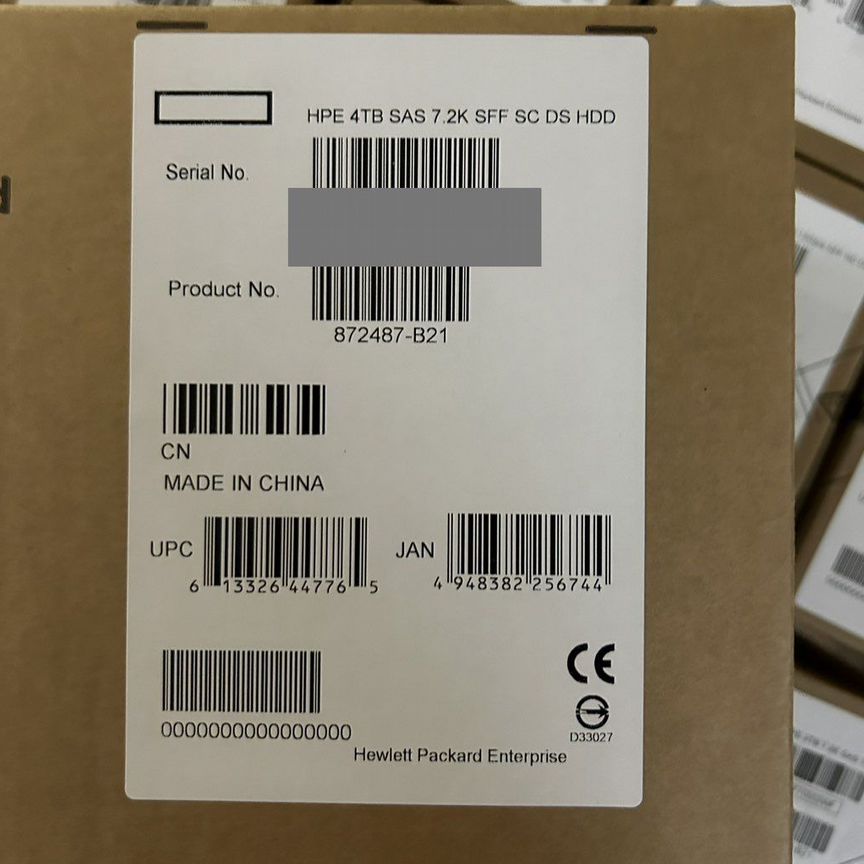 HPE 4TB SAS 7.2K SFF SC DS HDD
Serial No.
Product No.
872487-B21
CN
MADE IN CHINA
UPC 6 13326 44776 5
JAN 4 948382 256744
CE
0000000000000000
D33027
Hewlett Packard Enterprise